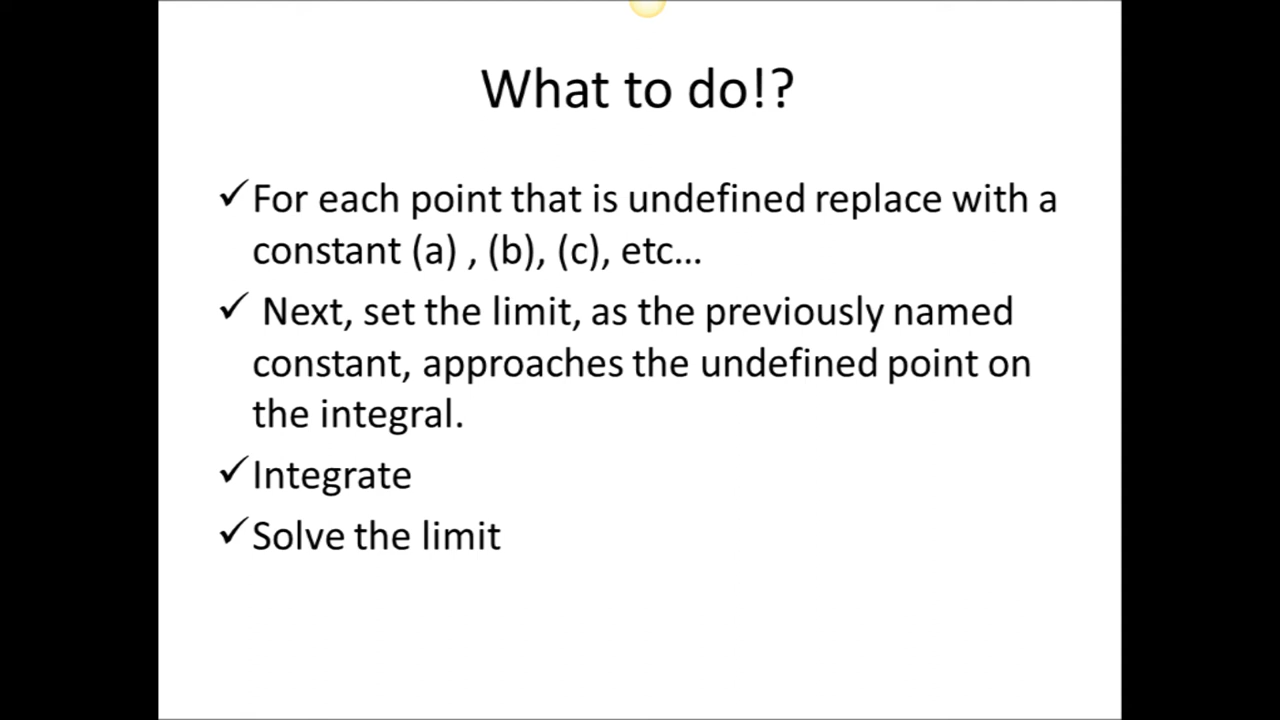 What to do!?
✓For each point that is undefined replace with a
constant (a) , (b), (c), etc…
✓ Next, set the limit, as the previously named
constant, approaches the undefined point on
the integral.
✓Integrate
✓Solve the limit